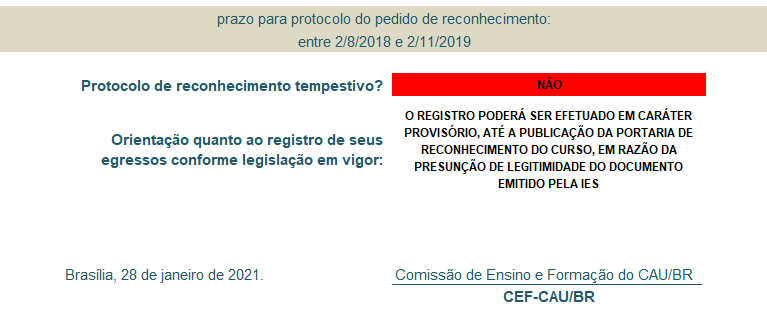 prazo para protocolo do pedido de reconhecimento:
entre 2/8/2018 e 2/11/2019
Protocolo de reconhecimento tempestivo?
NÃO
Orientação quanto ao registro de seus
egressos conforme legislação em vigor:
O REGISTRO PODERÁ SER EFETUADO EM CARÁTER
PROVISÓRIO, ATÉ A PUBLICAÇÃO DA PORTARIA DE
RECONHECIMENTO DO CURSO, EM RAZÃO DA
PRESUNÇÃO DE LEGITIMIDADE DO DOCUMENTO
EMITIDO PELA IES
Brasília, 28 de janeiro de 2021.
Comissão de Ensino e Formação do CAU/BR
CEF-CAU/BR